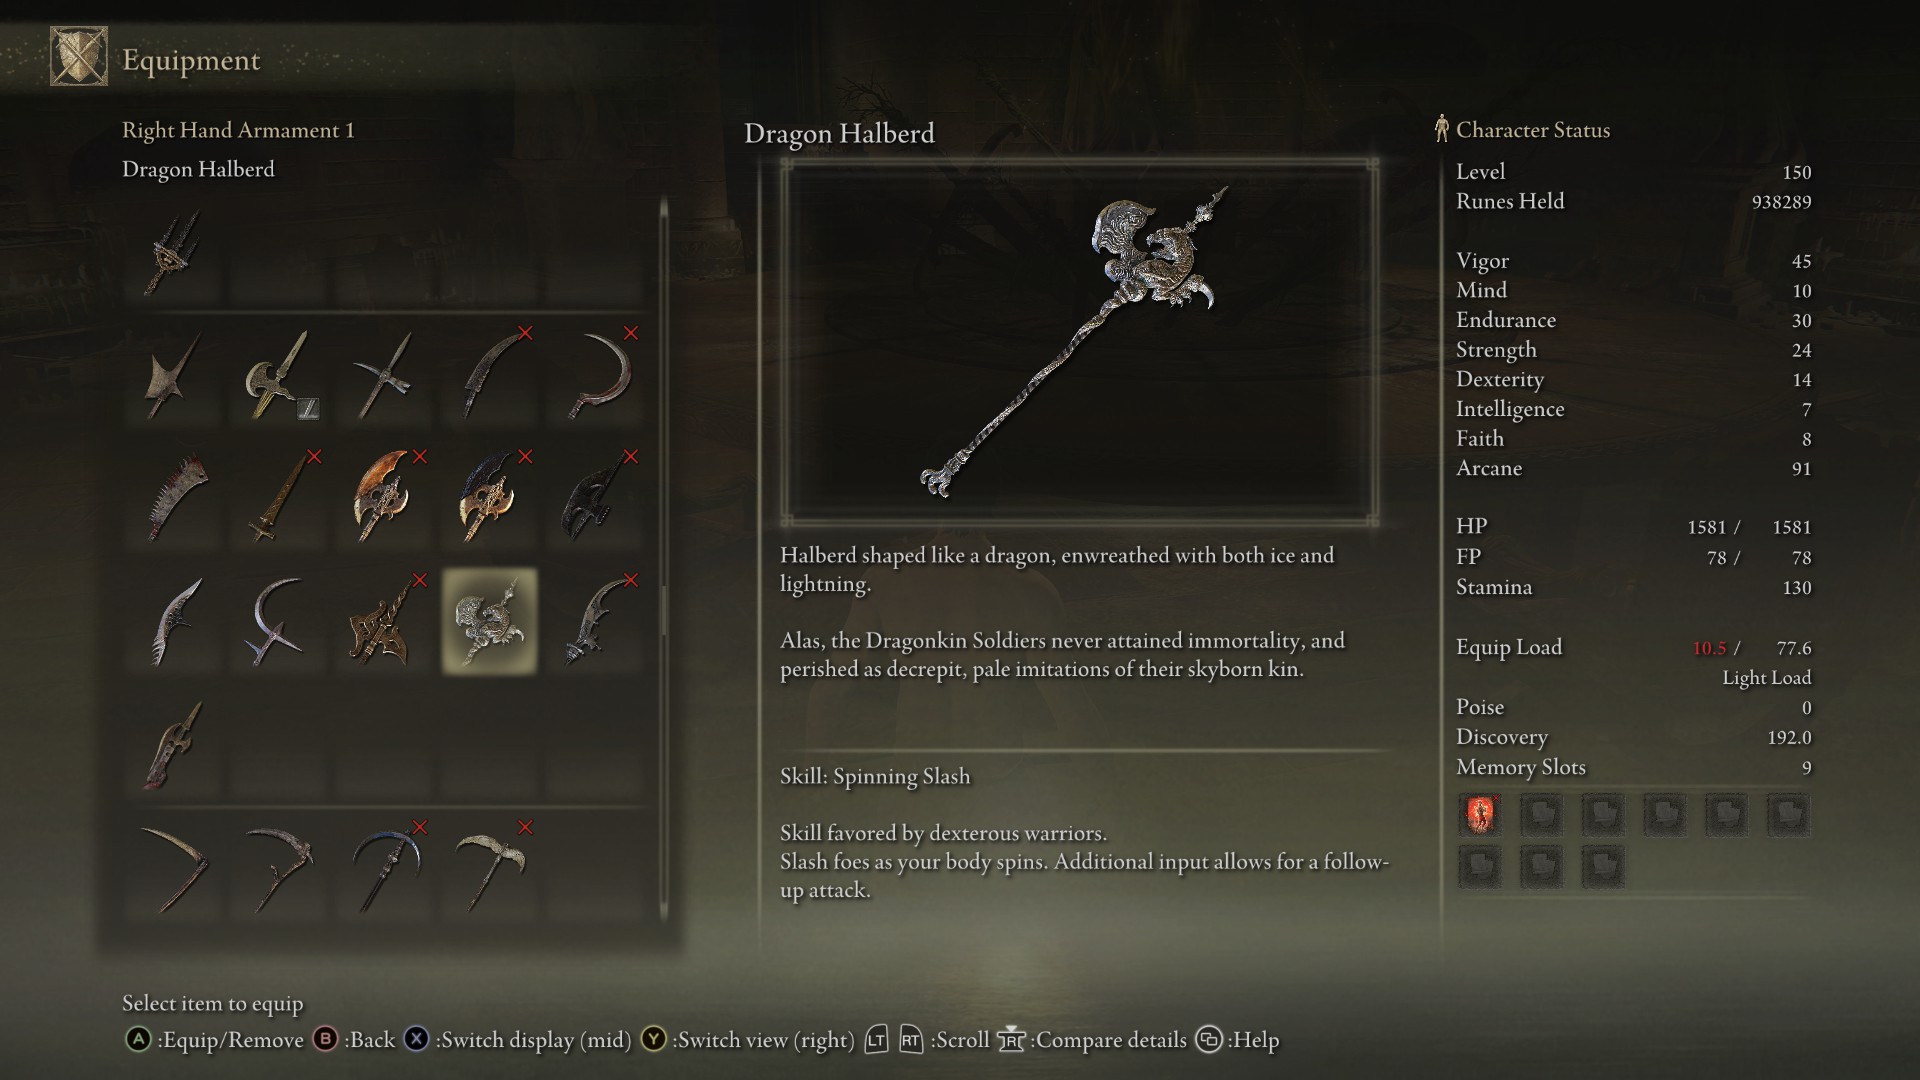 Equipment
Right Hand Armament 1
Dragon Halberd
Dragon Halberd
Halberd shaped like a dragon, enwreathed with both ice and
lightning.
Alas, the Dragonkin Soldiers never attained immortality, and
perished as decrepit, pale imitations of their skyborn kin.
Skill: Spinning Slash
Skill favored by dexterous warriors.
Slash foes as your body spins. Additional input allows for a follow-
up attack.
Character Status
Level 150
Runes Held 938289
Vigor 45
Mind 10
Endurance 30
Strength 24
Dexterity 14
Intelligence 7
Faith 8
Arcane 91
HP 1581 / 1581
FP 78 / 78
Stamina 130
Equip Load 10.5 / 77.6
Light Load
Poise 0
Discovery 192.0
Memory Slots 9
Select item to equip
A :Equip/Remove B :Back X :Switch display (mid) Y :Switch view (right) LT RT :Scroll R :Compare details :Help